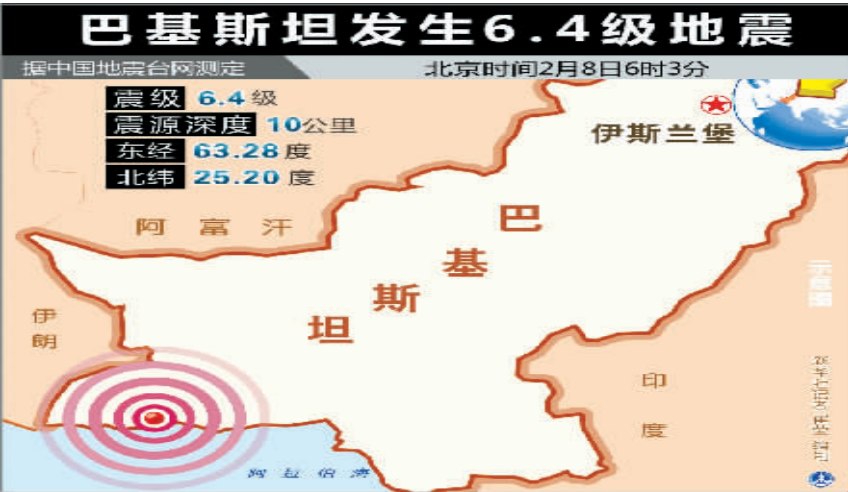 巴基斯坦发生6.4级地震
据中国地震台网测定
北京时间2月8日6时3分
震级 6.4级
震源深度 10公里
东经 63.28度
北纬 25.20度
伊斯兰堡
阿富汗
巴基斯坦
伊朗
印度
阿拉伯海
示意图